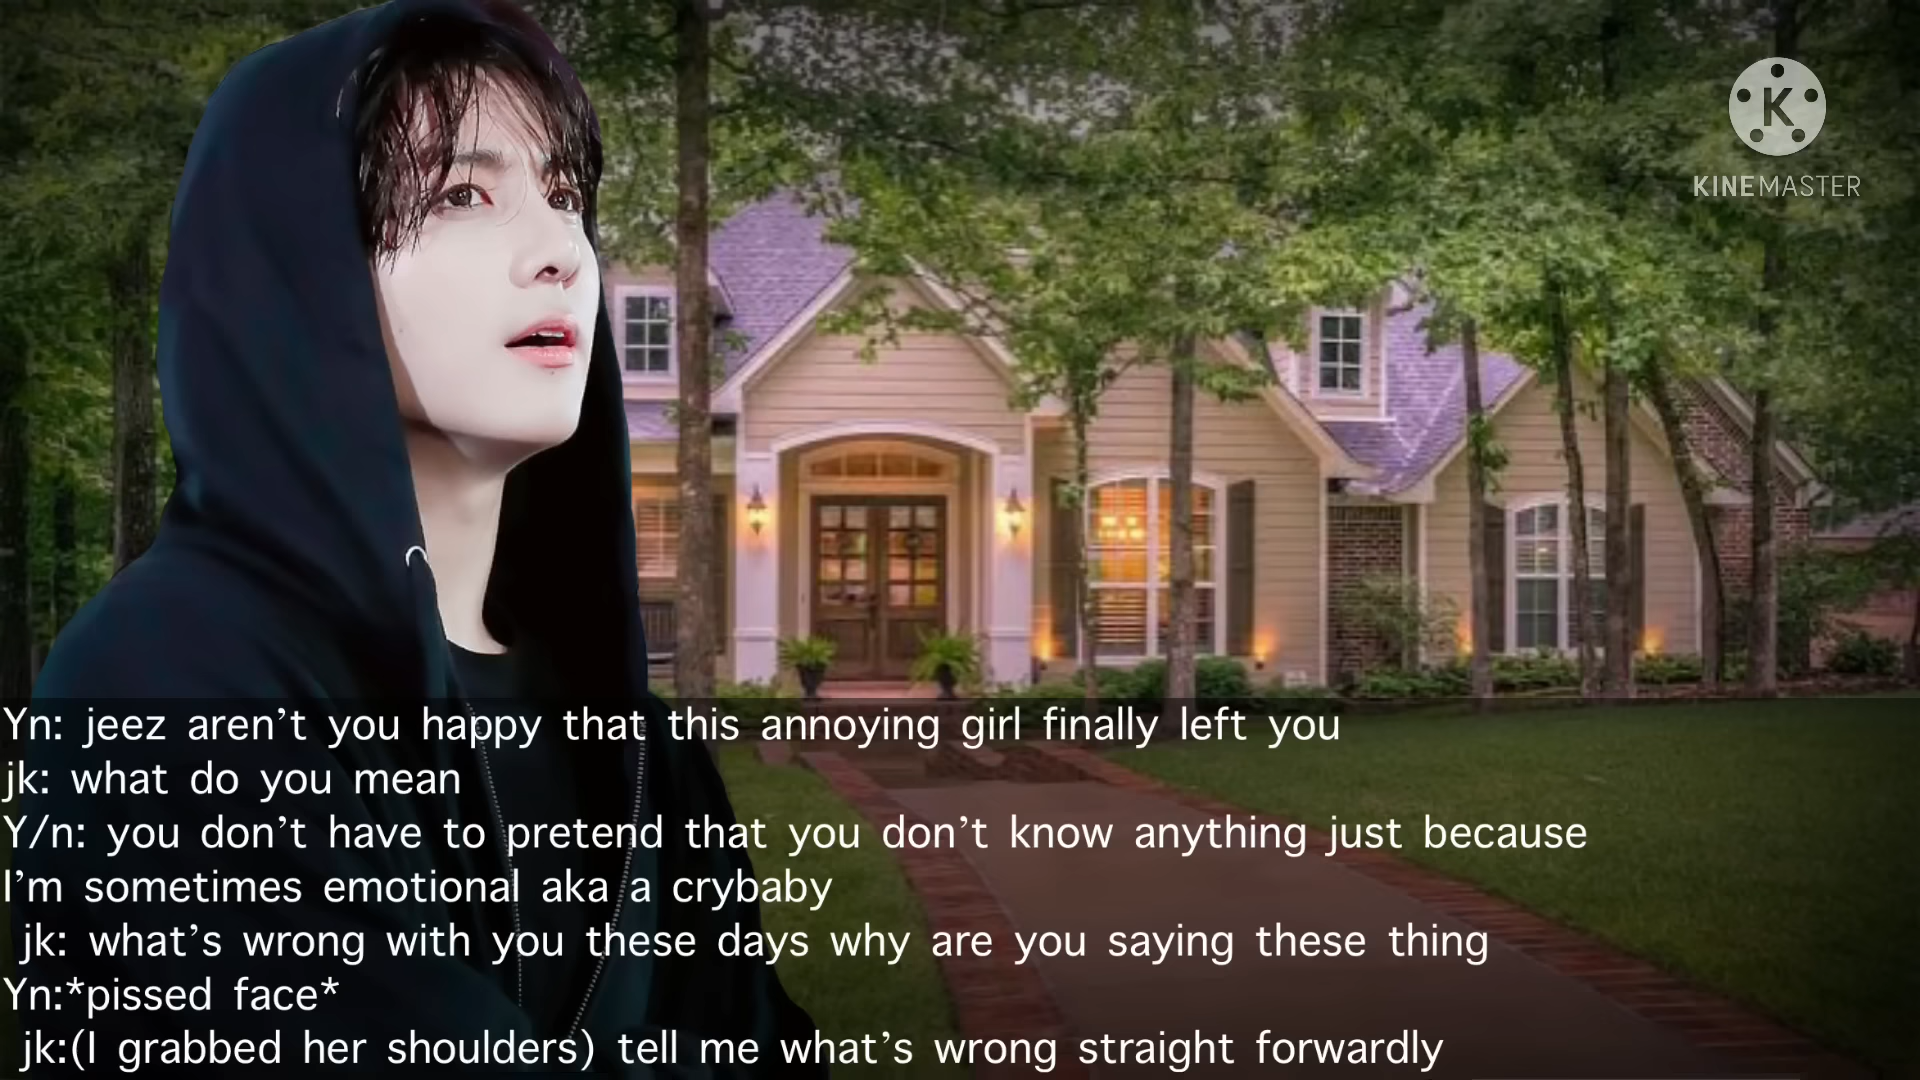 KINEMASTER
Yn: jeez aren't you happy that this annoying girl finally left you
jk: what do you mean
Y/n: you don't have to pretend that you don't know anything just because
I'm sometimes emotional aka a crybaby
jk: what's wrong with you these days why are you saying these thing
Yn:*pissed face*
jk:(I grabbed her shoulders) tell me what's wrong straight forwardly